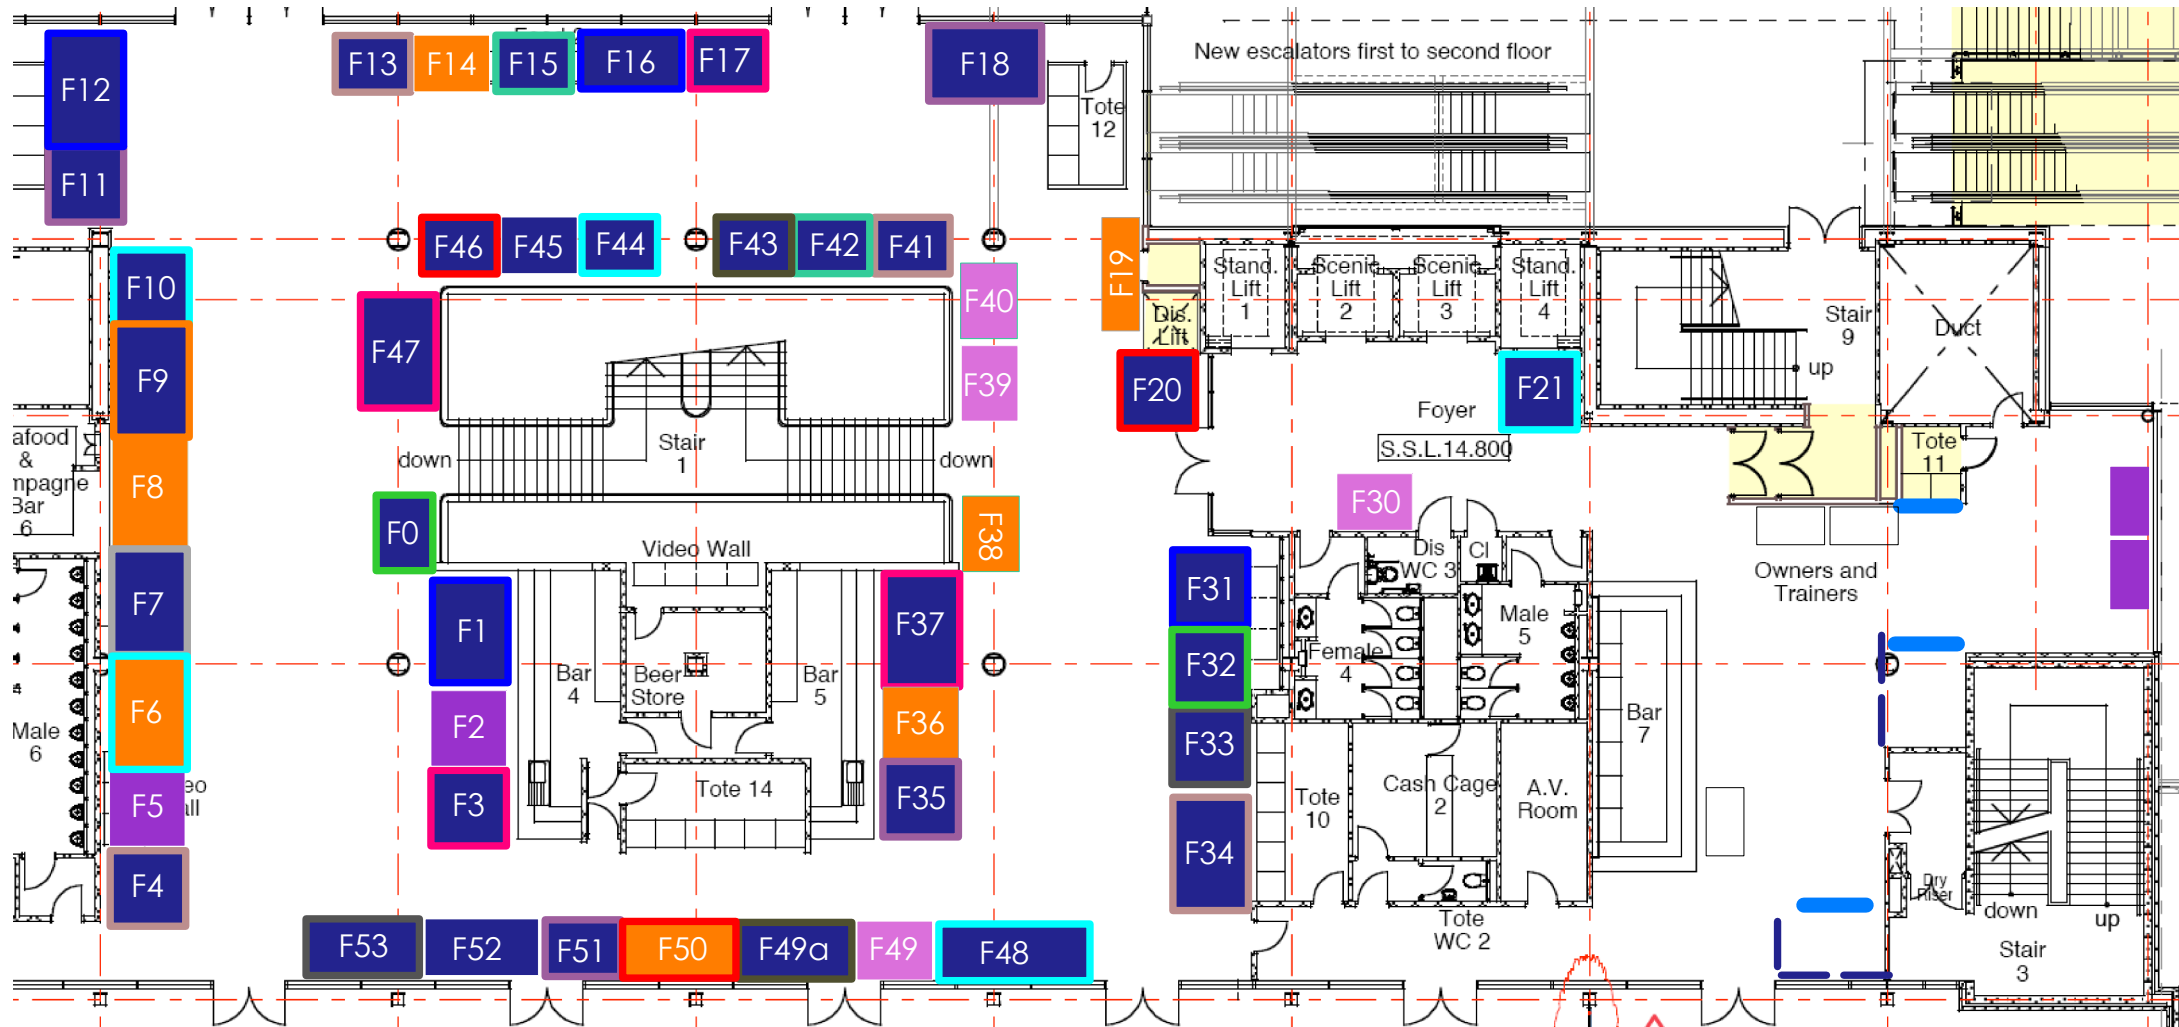 New escalators first to second floor
F12
F13
F14
F15
F16
F17
F18
Tote
12
F11
F46
F45
F44
F43
F42
F41
F40
F39
F19
Stand.
Lift
1
Scenic
Lift
2
Scenic
Lift
3
Stand.
Lift
4
Dis.
Lift
Stair
9
up
Duct
F10
F9
F8
F7
F6
F5
F4
F47
Stair
1
down
down
F20
F21
Foyer
S.S.L.14.800
Tote
11
afood
&
mpagne
Bar
6
F0
Video Wall
F38
F30
Dis
WC 3
Cl
Owners and
Trainers
F1
F2
F3
Bar
4
Beer
Store
Bar
5
F37
F36
F35
F31
F32
F33
F34
Female
4
Male
5
Bar
7
Male
6
eo
all
Tote 14
Tote
10
Cash Cage
2
A.V.
Room
Dry
Riser
down
up
Stair
3
F53
F52
F51
F50
F49a
F49
F48
Tote
WC 2